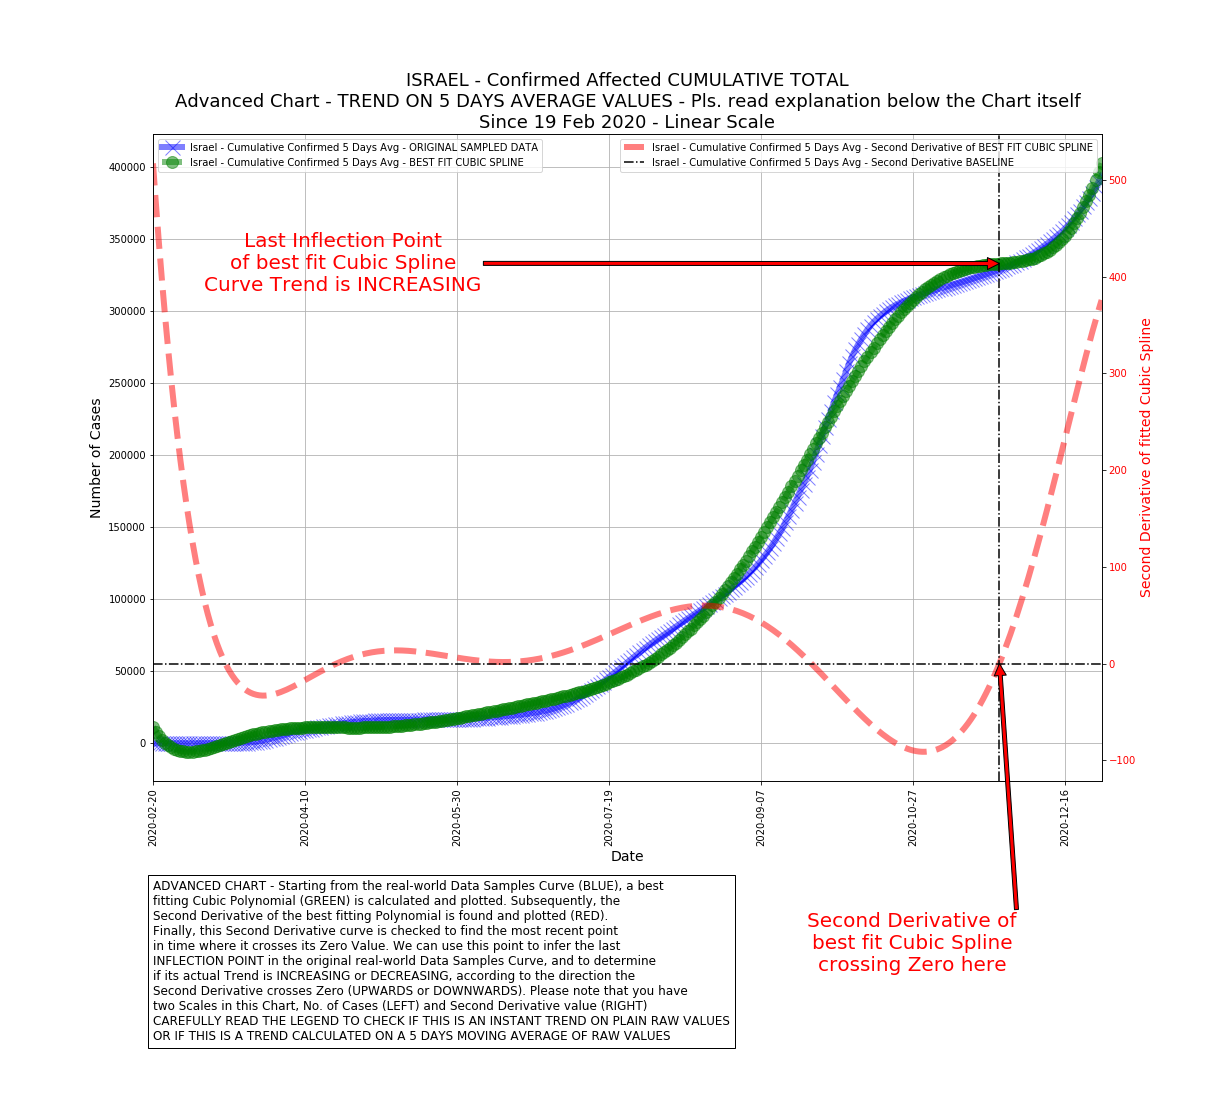 ISRAEL - Confirmed Affected CUMULATIVE TOTAL
Advanced Chart - TREND ON 5 DAYS AVERAGE VALUES - Pls. read explanation below the Chart itself
Since 19 Feb 2020 - Linear Scale
Israel - Cumulative Confirmed 5 Days Avg - ORIGINAL SAMPLED DATA
Israel - Cumulative Confirmed 5 Days Avg - BEST FIT CUBIC SPLINE
Israel - Cumulative Confirmed 5 Days Avg - Second Derivative of BEST FIT CUBIC SPLINE
Israel - Cumulative Confirmed 5 Days Avg - Second Derivative BASELINE
Last Inflection Point
of best fit Cubic Spline
Curve Trend is INCREASING
Number of Cases
400000
350000
300000
250000
200000
150000
100000
50000
0
500
400
300
200
100
0
−100
Second Derivative of fitted Cubic Spline
2020-02-20
2020-04-10
2020-05-30
2020-07-19
2020-09-07
2020-10-27
2020-12-16
Date
ADVANCED CHART - Starting from the real-world Data Samples Curve (BLUE), a best
fitting Cubic Polynomial (GREEN) is calculated and plotted. Subsequently, the
Second Derivative of the best fitting Polynomial is found and plotted (RED).
Finally, this Second Derivative curve is checked to find the most recent point
in time where it crosses its Zero Value. We can use this point to infer the last
INFLECTION POINT in the original real-world Data Samples Curve, and to determine
if its actual Trend is INCREASING or DECREASING, according to the direction the
Second Derivative crosses Zero (UPWARDS or DOWNWARDS). Please note that you have
two Scales in this Chart, No. of Cases (LEFT) and Second Derivative value (RIGHT)
CAREFULLY READ THE LEGEND TO CHECK IF THIS IS AN INSTANT TREND ON PLAIN RAW VALUES
OR IF THIS IS A TREND CALCULATED ON A 5 DAYS MOVING AVERAGE OF RAW VALUES
Second Derivative of
best fit Cubic Spline
crossing Zero here